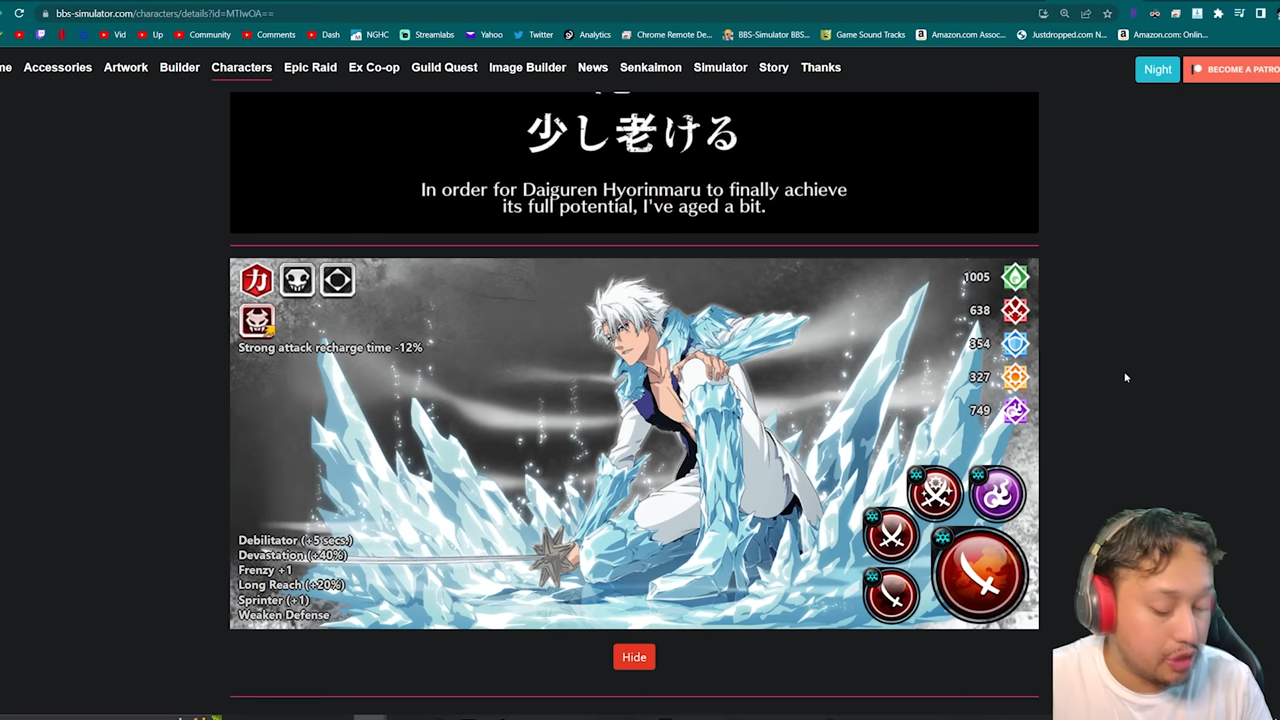 bbs-simulator.com/characters/details?id=MTIwOA==
Vid
Up
Community
Comments
Dash
NGHC
Streamlabs
Yahoo
Twitter
Analytics
Chrome Remote De...
BBS-Simulator BBS...
Game Sound Tracks
Amazon.com Assoc...
Justdropped.com N...
Amazon.com: Onlin...
me Accessories Artwork Builder Characters Epic Raid Ex Co-op Guild Quest Image Builder News Senkaimon Simulator Story Thanks
Night
BECOME A PATRO
少し老ける
In order for Daiguren Hyorinmaru to finally achieve
its full potential, I've aged a bit.
力
Strong attack recharge time -12%
1005
638
354
327
749
Debilitator (+5 secs.)
Devastation (+40%)
Frenzy +1
Long Reach (+20%)
Sprinter (+1)
Weaken Defense
Hide